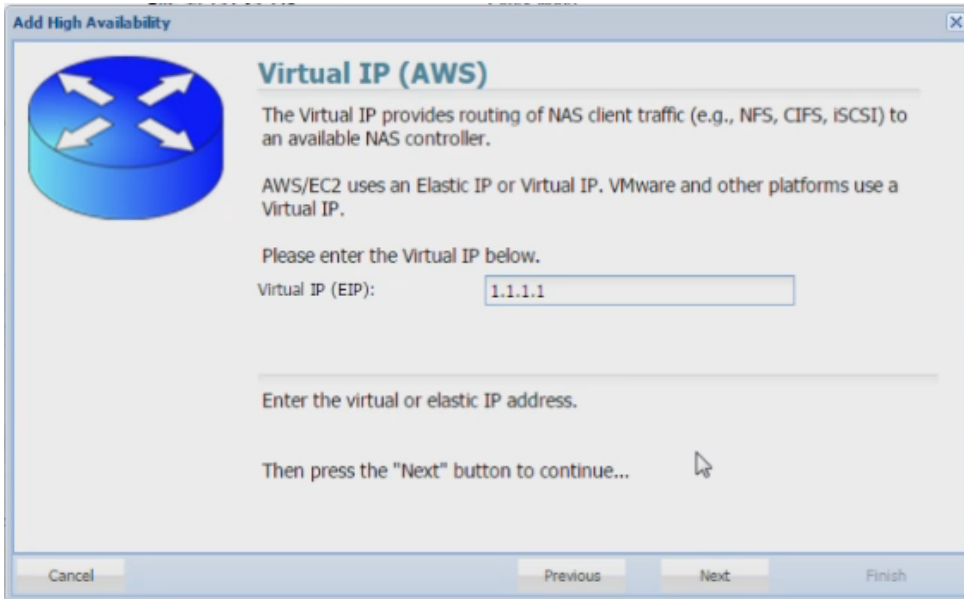 Add High Availability
Virtual IP (AWS)
The Virtual IP provides routing of NAS client traffic (e.g., NFS, CIFS, iSCSI) to
an available NAS controller.
AWS/EC2 uses an Elastic IP or Virtual IP. VMware and other platforms use a
Virtual IP.
Please enter the Virtual IP below.
Virtual IP (EIP): 1.1.1.1
Enter the virtual or elastic IP address.
Then press the "Next" button to continue...
Cancel Previous Next Finish